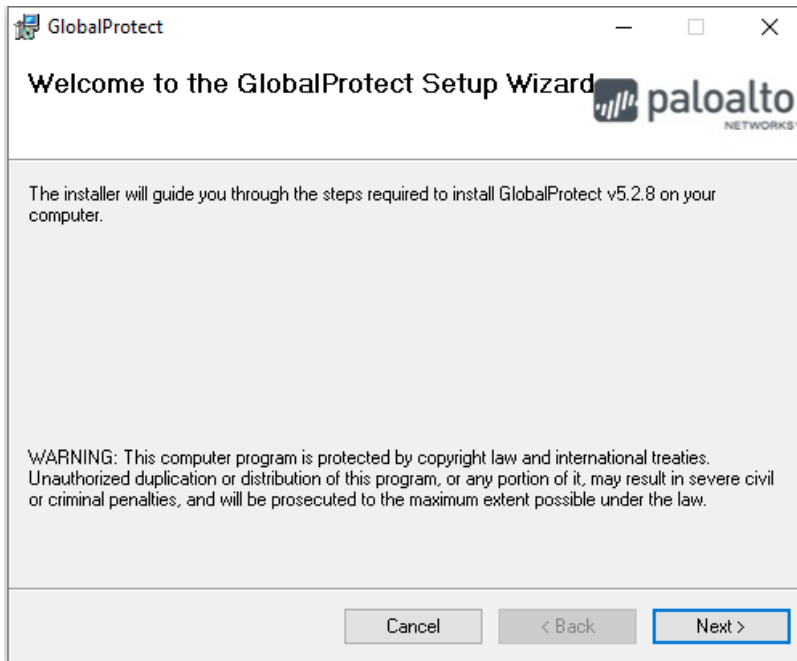 GlobalProtect
Welcome to the GlobalProtect Setup Wizard
paloalto
NETWORKS
The installer will guide you through the steps required to install GlobalProtect v5.2.8 on your
computer.
WARNING: This computer program is protected by copyright law and international treaties.
Unauthorized duplication or distribution of this program, or any portion of it, may result in severe civil
or criminal penalties, and will be prosecuted to the maximum extent possible under the law.
Cancel < Back Next >